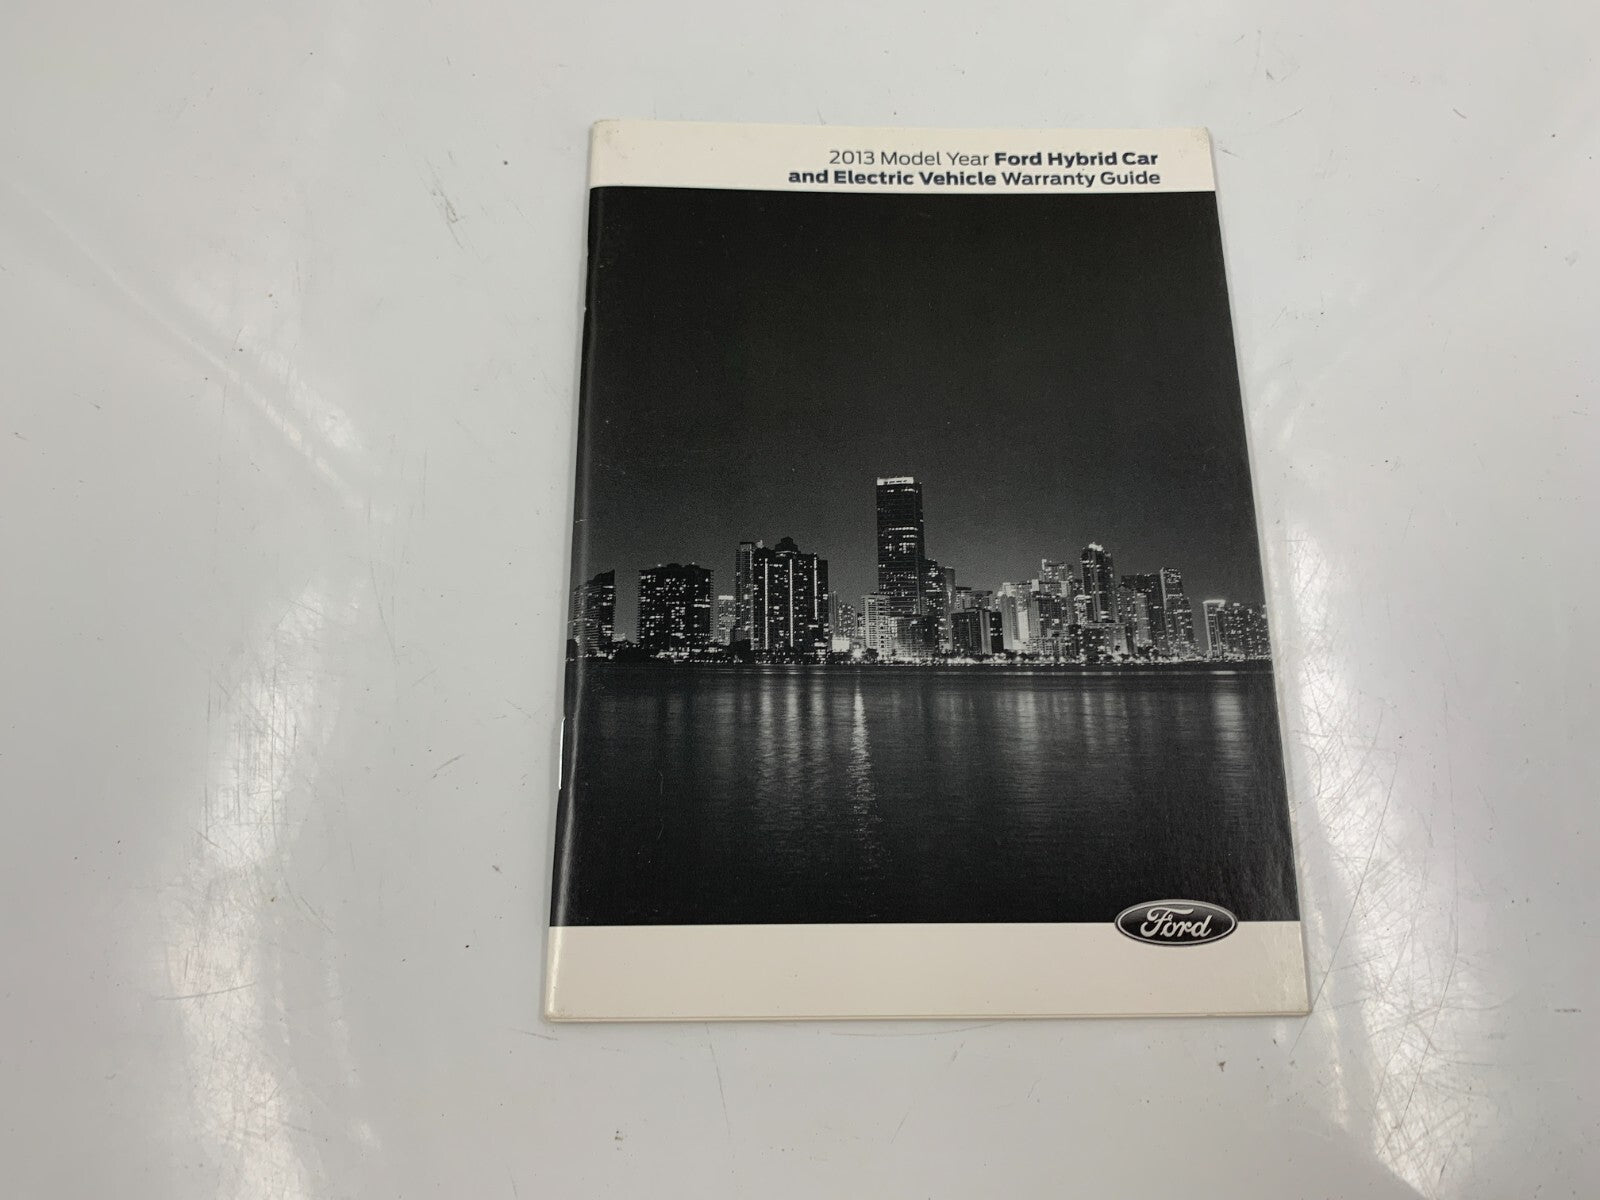 2013 Model Year Ford Hybrid Car
and Electric Vehicle Warranty Guide
Ford